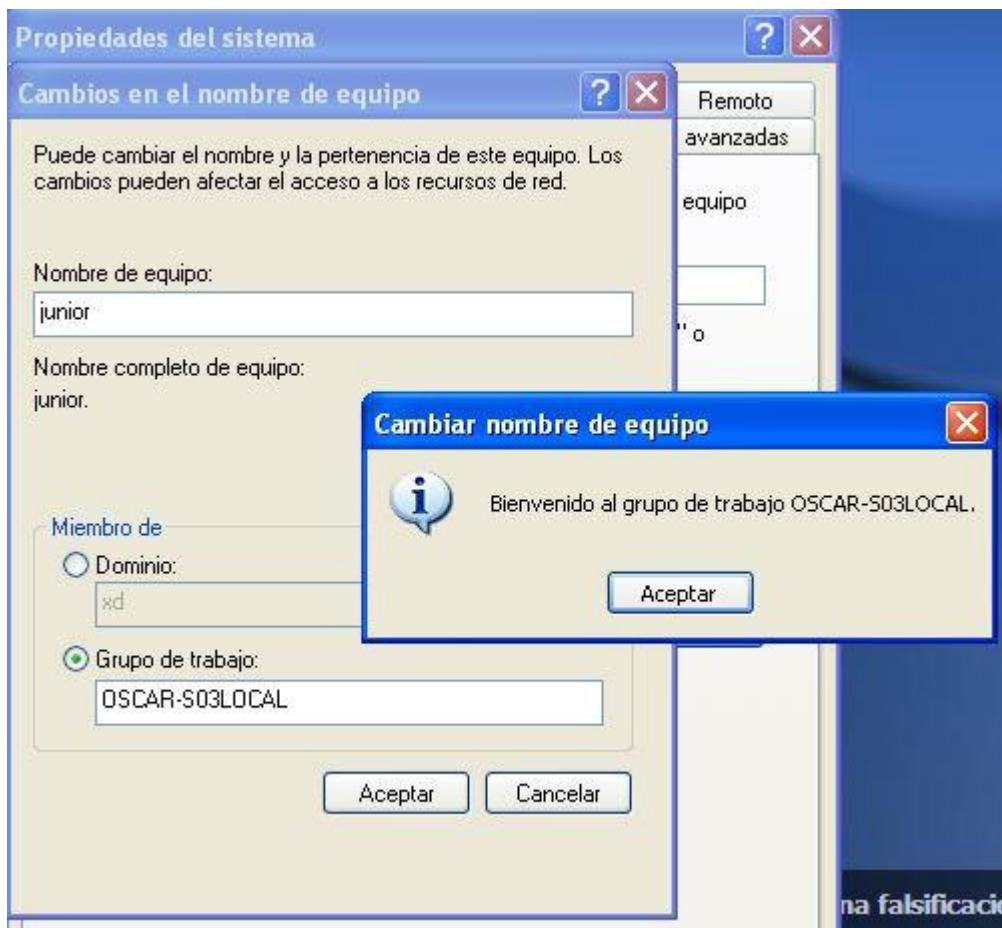 Propiedades del sistema
Cambios en el nombre de equipo
Remoto
avanzadas
Puede cambiar el nombre y la pertenencia de este equipo. Los
cambios pueden afectar el acceso a los recursos de red.
equipo
Nombre de equipo:
junior
" o
Nombre completo de equipo:
junior.
Cambiar nombre de equipo
Bienvenido al grupo de trabajo OSCAR-S03LOCAL.
Aceptar
Miembro de
Dominio:
xd
Grupo de trabajo:
OSCAR-S03LOCAL
Aceptar Cancelar
na falsificació